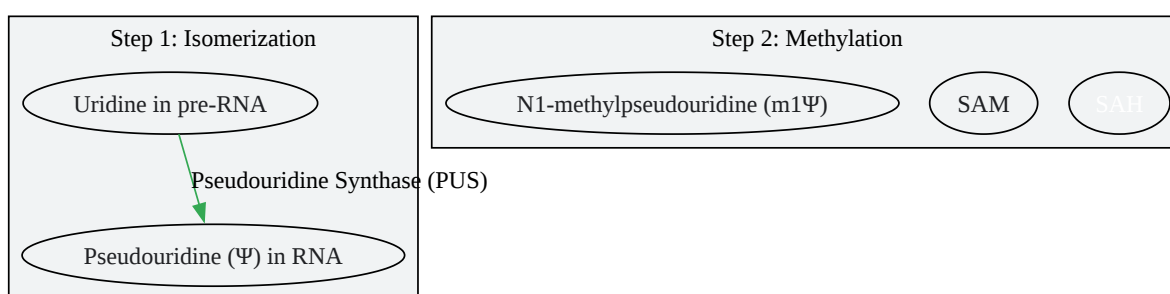 Step 1: Isomerization
Uridine in pre-RNA
Pseudouridine Synthase (PUS)
Pseudouridine (Ψ) in RNA
Step 2: Methylation
N1-methylpseudouridine (m1Ψ)
SAM
SAH